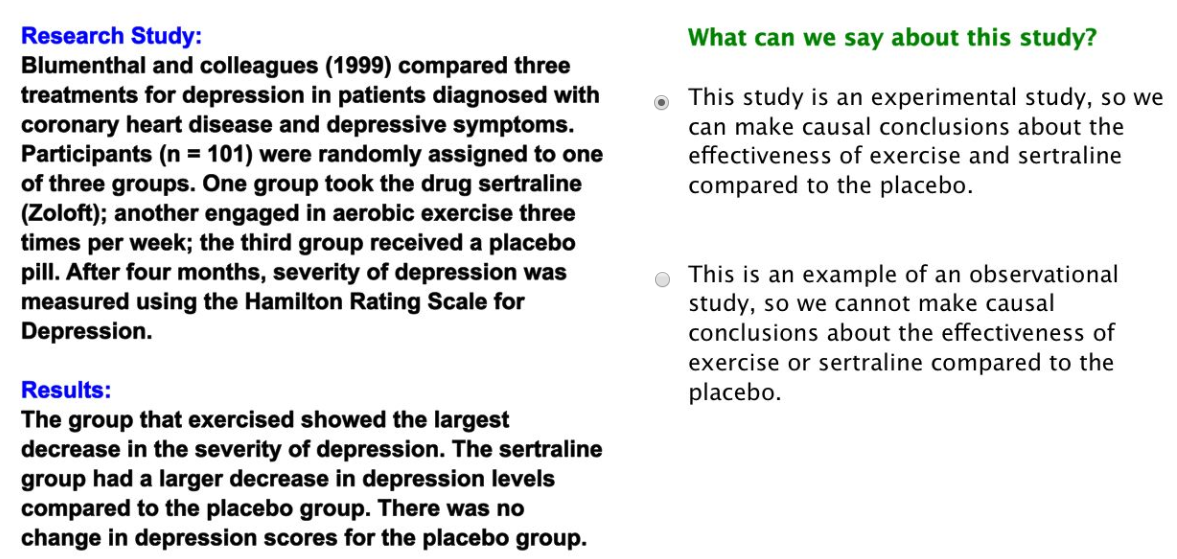 Research Study:
Blumenthal and colleagues (1999) compared three
treatments for depression in patients diagnosed with
coronary heart disease and depressive symptoms.
Participants (n = 101) were randomly assigned to one
of three groups. One group took the drug sertraline
(Zoloft); another engaged in aerobic exercise three
times per week; the third group received a placebo
pill. After four months, severity of depression was
measured using the Hamilton Rating Scale for
Depression.
Results:
The group that exercised showed the largest
decrease in the severity of depression. The sertraline
group had a larger decrease in depression levels
compared to the placebo group. There was no
change in depression scores for the placebo group.
What can we say about this study?
This study is an experimental study, so we
can make causal conclusions about the
effectiveness of exercise and sertraline
compared to the placebo.
This is an example of an observational
study, so we cannot make causal
conclusions about the effectiveness of
exercise or sertraline compared to the
placebo.